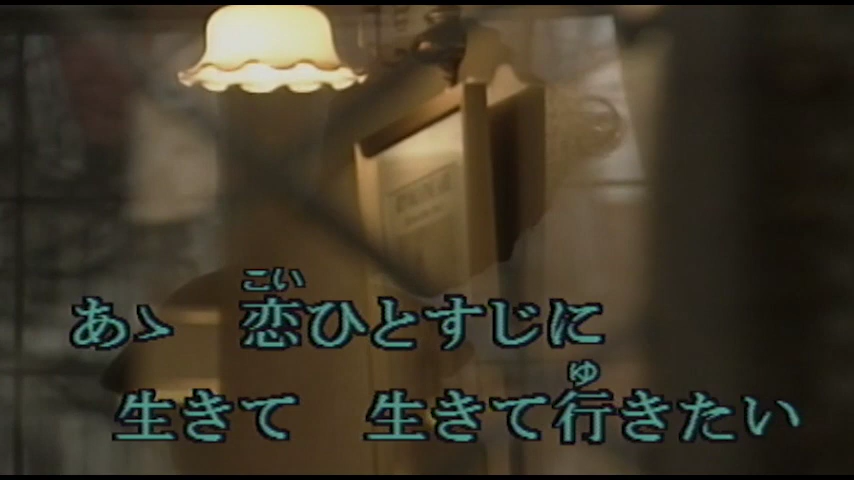 こい
あゝ　恋ひとすじに
ゆ
生きて　生きて行きたい